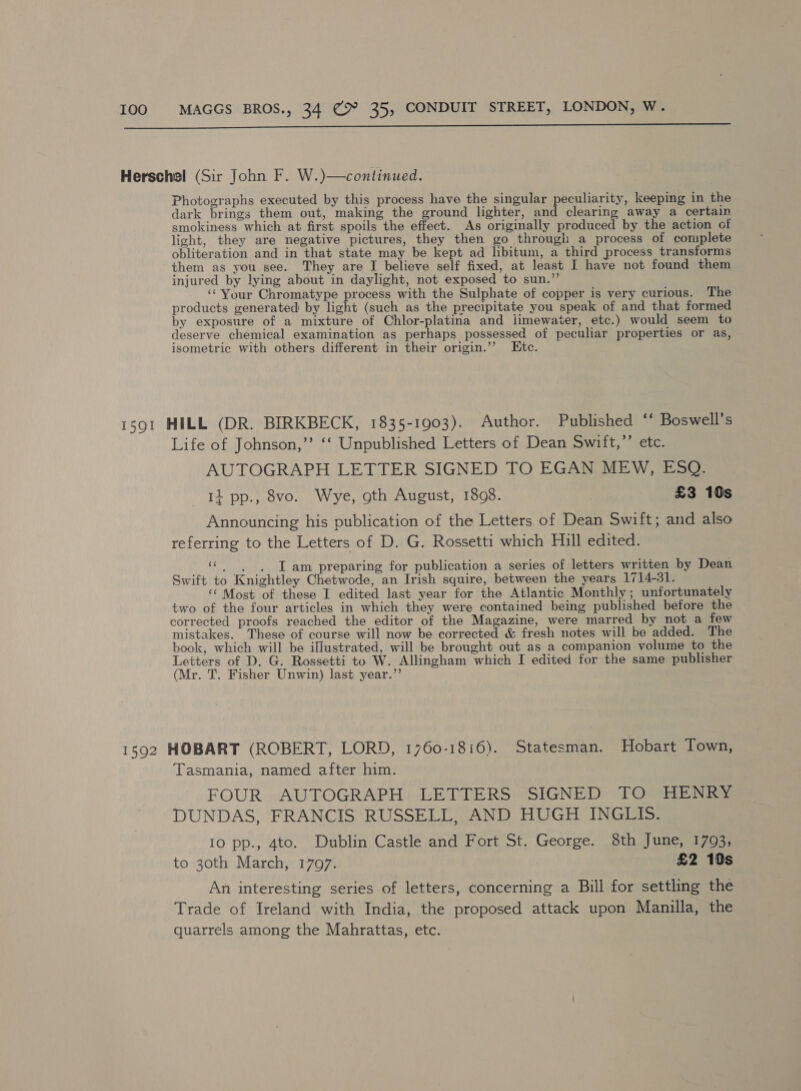 100 MAGGS BROS., 34 & 35, CONDUIT STREET, LONDON, W.
Herschel (Sir John F. W.)—continued.
Photographs executed by this process have the singular peculiarity, keeping in the
dark brings them out, making the ground lighter, and clearing away a certain
smokiness which at first spoils the effect. As originally produced by the action of
light, they are negative pictures, they then go through a process of complete
obliteration and in that state may be kept ad libitum, a third process transforms
them as you see. They are I believe self fixed, at least I have not found them
injured by lying about in daylight, not exposed to sun.”
“Your Chromatype process with the Sulphate of copper is very curious. The
products generated by light (such as the precipitate you speak of and that formed
by exposure of a mixture of Chlor-platina and limewater, etc.) would seem to
deserve chemical examination as perhaps possessed of peculiar properties or as,
isometric with others different in their origin.” Etc.
1591 HILL (DR. BIRKBECK, 1835-1903). Author. Published “Boswell’s
Life of Johnson,” “Unpublished Letters of Dean Swift,” etc.
AUTOGRAPH LETTER SIGNED TO EGAN MEW, ESQ.
1½ pp., 8vo. Wye, 9th August, 1898. £3 10s
Announcing his publication of the Letters of Dean Swift; and also
referring to the Letters of D. G. Rossetti which Hill edited.
“. . . I am preparing for publication a series of letters written by Dean
Swift to Knightley Chetwode, an Irish squire, between the years 1714-31.
“Most of these I edited last year for the Atlantic Monthly; unfortunately
two of the four articles in which they were contained being published before the
corrected proofs reached the editor of the Magazine, were marred by not a few
mistakes. These of course will now be corrected & fresh notes will be added. The
book, which will be illustrated, will be brought out as a companion volume to the
Letters of D. G. Rossetti to W. Allingham which I edited for the same publisher
(Mr. T. Fisher Unwin) last year.”
1592 HOBART (ROBERT, LORD, 1760-1816). Statesman. Hobart Town,
Tasmania, named after him.
FOUR AUTOGRAPH LETTERS SIGNED TO HENRY
DUNDAS, FRANCIS RUSSELL, AND HUGH INGLIS.
10 pp., 4to. Dublin Castle and Fort St. George. 8th June, 1793,
to 30th March, 1797. £2 10s
An interesting series of letters, concerning a Bill for settling the
Trade of Ireland with India, the proposed attack upon Manilla, the
quarrels among the Mahrattas, etc.